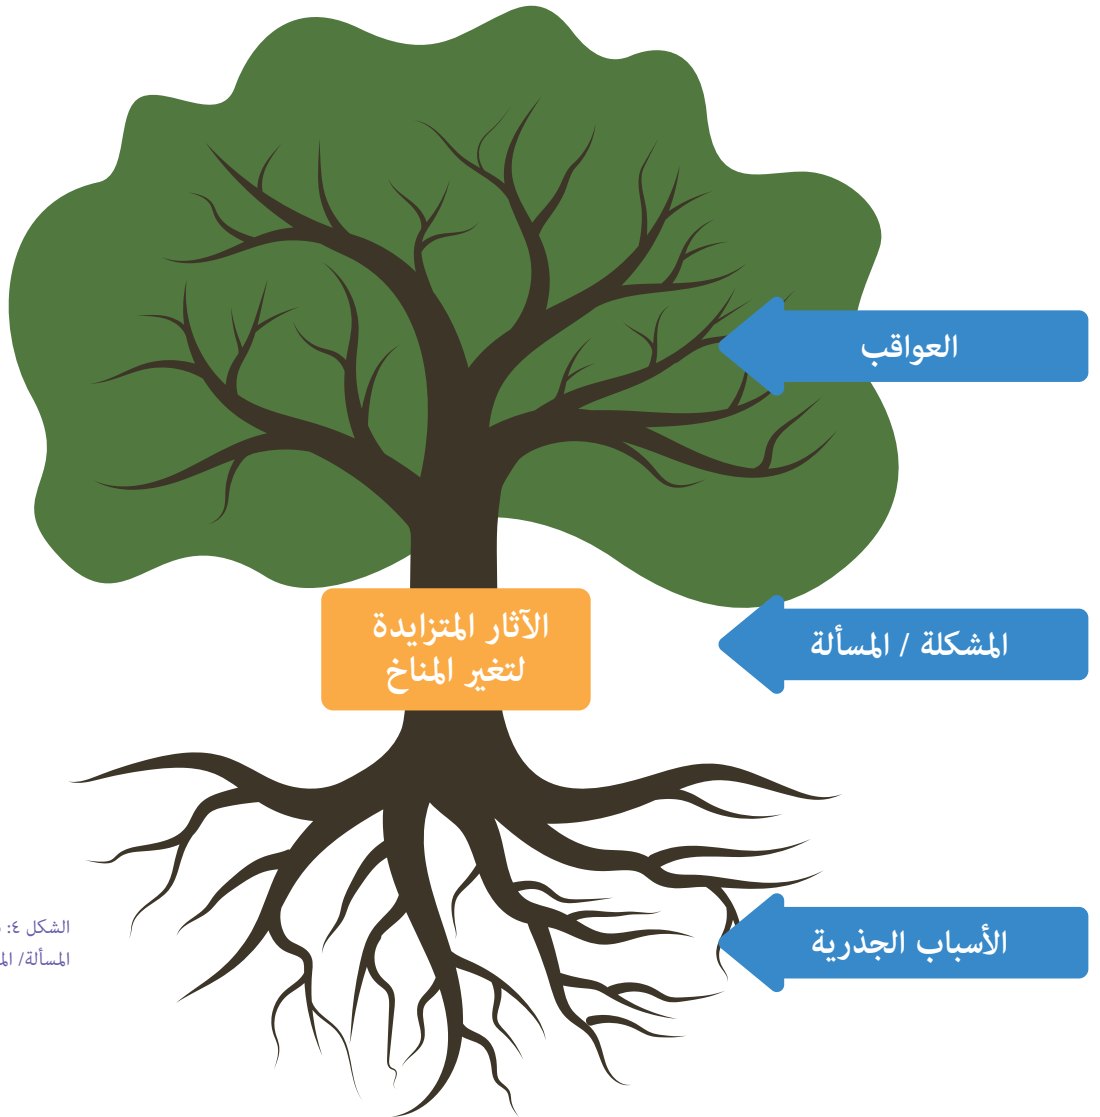 العواقب
الآثار المتزايدة
لتغير المناخ
المشكلة / المسألة
الأسباب الجذرية
الشكل ٤:
المسألة/